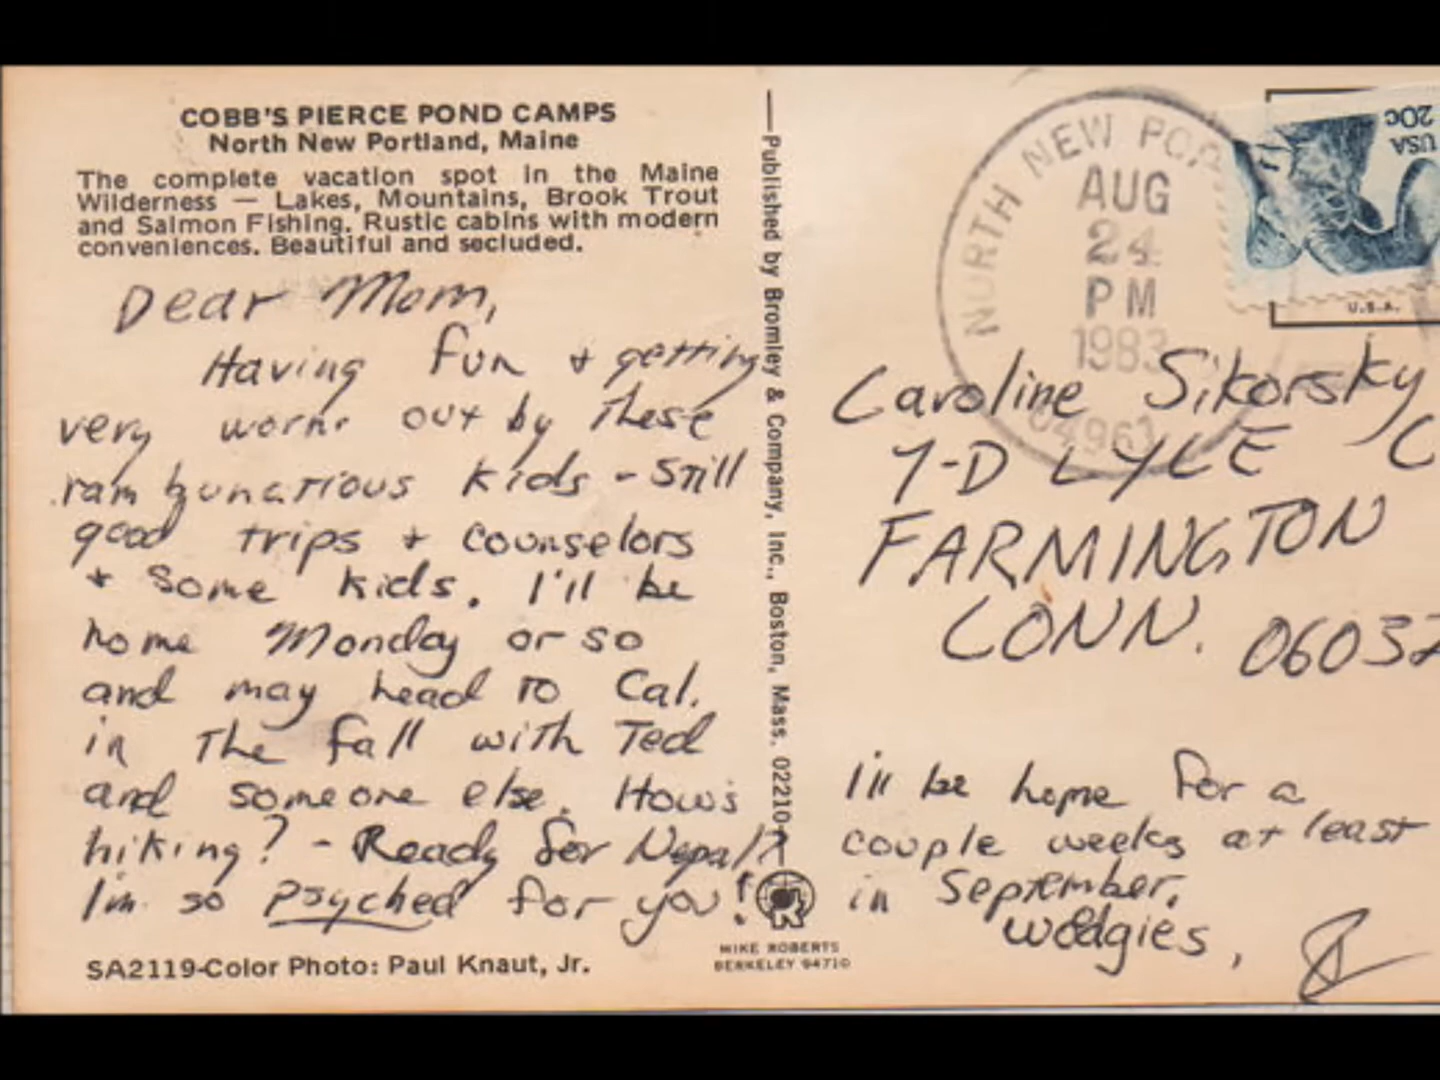 COBB'S PIERCE POND CAMPS
North New Portland, Maine
The complete vacation spot in the Maine
Wilderness — Lakes, Mountains, Brook Trout
and Salmon Fishing. Rustic cabins with modern
conveniences. Beautiful and secluded.
Dear Mom,
Having fun + getting
very worn out by these
rambunctious kids - still
good trips + counselors
+ some kids. I'll be
home Monday or so
and may head to Cal.
in the fall with Ted
and someone else. How's
hiking? - Ready for Nepal?
I'm so psyched for you!
SA2119-Color Photo: Paul Knaut, Jr.
—Published by Bromley & Company, Inc., Boston, Mass. 02210—
MIKE ROBERTS
BERKELEY 94710
NORTH NEW POR
AUG
24
PM
1983
04961
USA
20c
U.S.A.
Caroline Sikorsky
7-D LYLE C
FARMINGTON
CONN. 06032
I'll be home for a
couple weeks at least
in September.
woodgies,